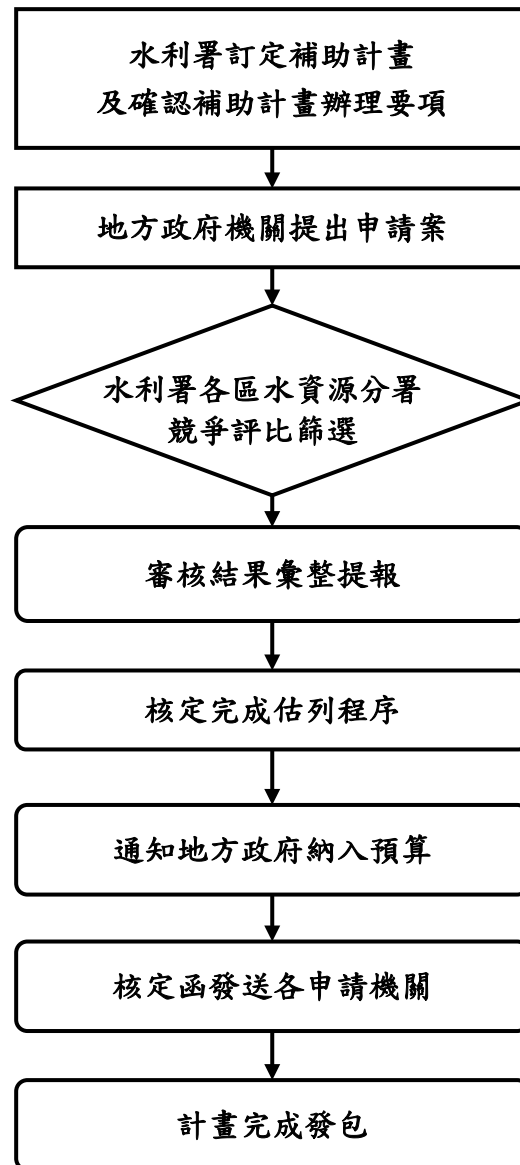 水利署訂定補助計畫
及確認補助計畫辦理要項
地方政府機關提出申請案
水利署各區水資源分署
競爭評比篩選
審核結果彙整提報
核定完成估列程序
通知地方政府納入預算
核定函發送各申請機關
計畫完成發包